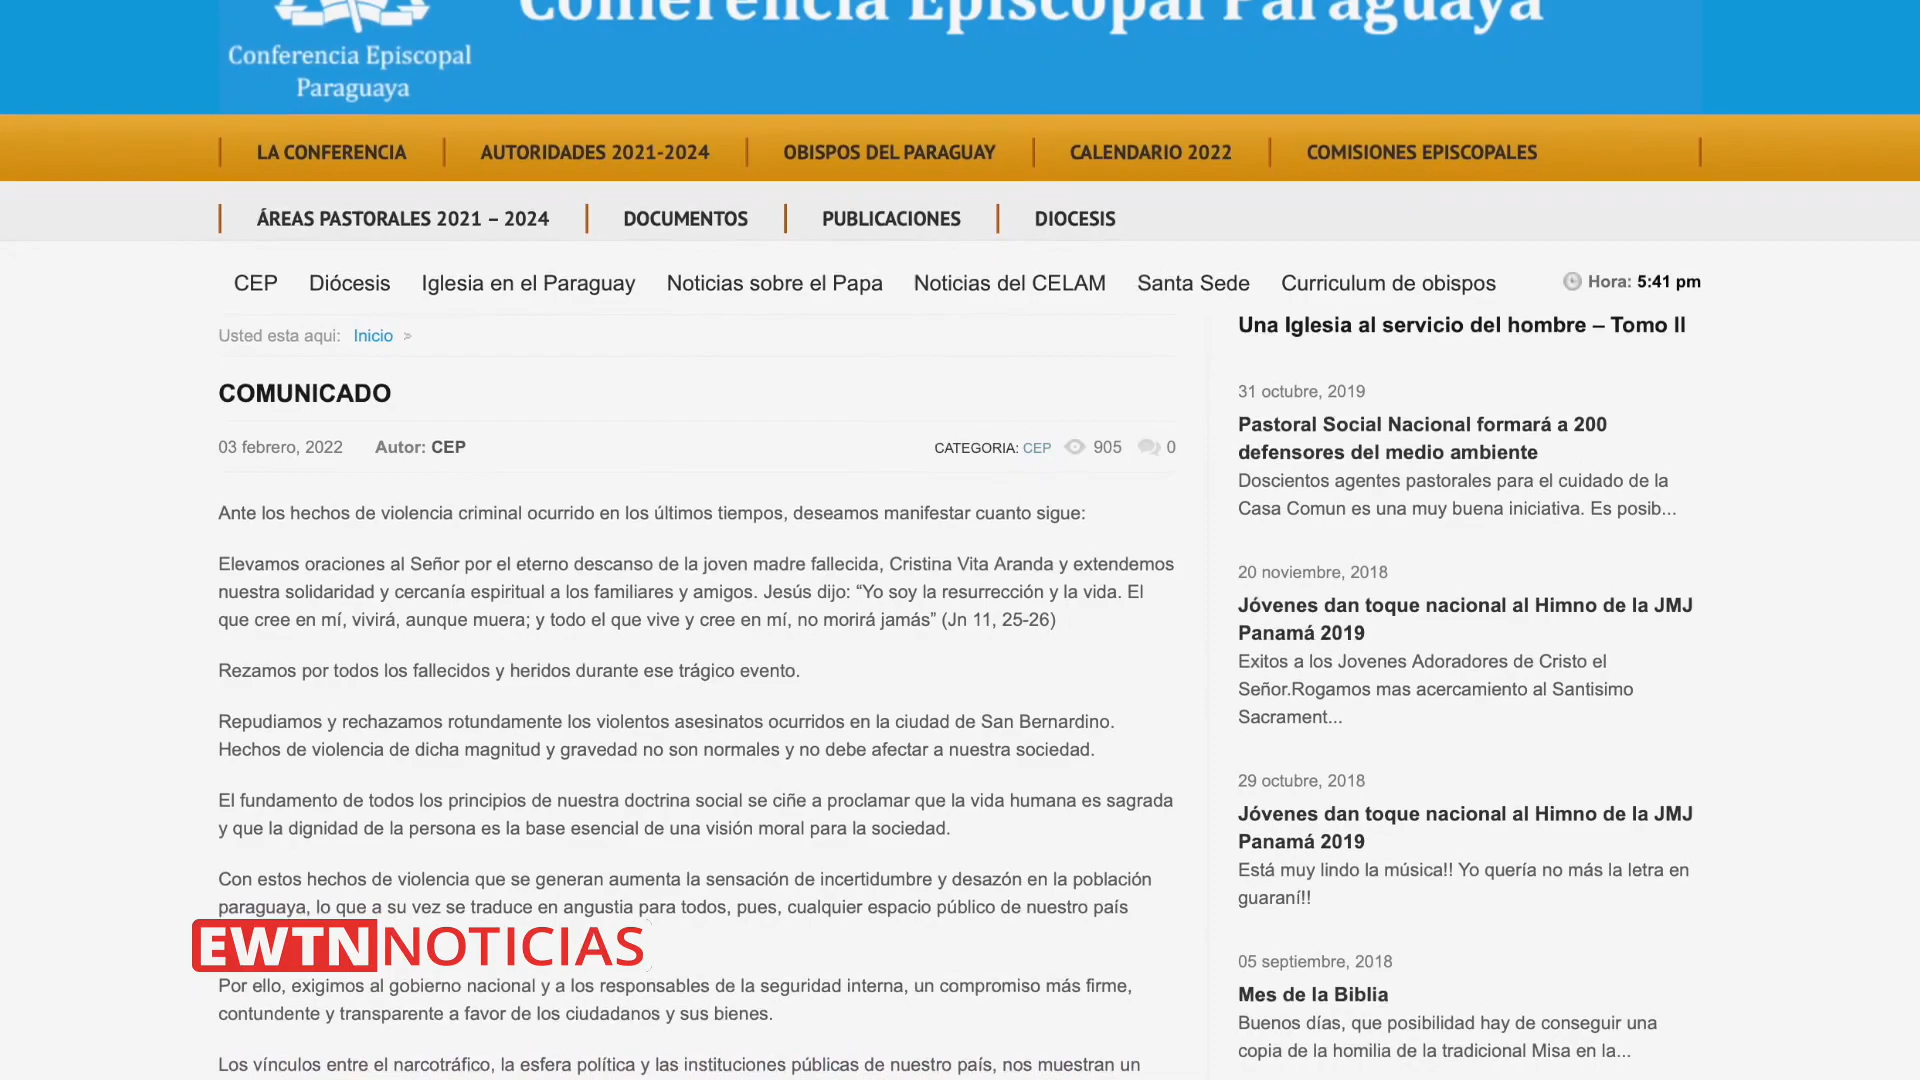 Conferencia Episcopal Paraguaya
Conferencia Episcopal
Paraguaya
LA CONFERENCIA
AUTORIDADES 2021-2024
OBISPOS DEL PARAGUAY
CALENDARIO 2022
COMISIONES EPISCOPALES
ÁREAS PASTORALES 2021 – 2024
DOCUMENTOS
PUBLICACIONES
DIOCESIS
CEP
Diócesis
Iglesia en el Paraguay
Noticias sobre el Papa
Noticias del CELAM
Santa Sede
Curriculum de obispos
Hora: 5:41 pm
Usted esta aqui: Inicio >
COMUNICADO
03 febrero, 2022 Autor: CEP
CATEGORIA: CEP 905 0
Ante los hechos de violencia criminal ocurrido en los últimos tiempos, deseamos manifestar cuanto sigue:
Elevamos oraciones al Señor por el eterno descanso de la joven madre fallecida, Cristina Vita Aranda y extendemos
nuestra solidaridad y cercanía espiritual a los familiares y amigos. Jesús dijo: “Yo soy la resurrección y la vida. El
que cree en mí, vivirá, aunque muera; y todo el que vive y cree en mí, no morirá jamás” (Jn 11, 25-26)
Rezamos por todos los fallecidos y heridos durante ese trágico evento.
Repudiamos y rechazamos rotundamente los violentos asesinatos ocurridos en la ciudad de San Bernardino.
Hechos de violencia de dicha magnitud y gravedad no son normales y no debe afectar a nuestra sociedad.
El fundamento de todos los principios de nuestra doctrina social se ciñe a proclamar que la vida humana es sagrada
y que la dignidad de la persona es la base esencial de una visión moral para la sociedad.
Con estos hechos de violencia que se generan aumenta la sensación de incertidumbre y desazón en la población
paraguaya, lo que a su vez se traduce en angustia para todos, pues, cualquier espacio público de nuestro país
EWTN NOTICIAS
Por ello, exigimos al gobierno nacional y a los responsables de la seguridad interna, un compromiso más firme,
contundente y transparente a favor de los ciudadanos y sus bienes.
Los vínculos entre el narcotráfico, la esfera política y las instituciones públicas de nuestro país, nos muestran un
Una Iglesia al servicio del hombre – Tomo II
31 octubre, 2019
Pastoral Social Nacional formará a 200
defensores del medio ambiente
Doscientos agentes pastorales para el cuidado de la
Casa Comun es una muy buena iniciativa. Es posib...
20 noviembre, 2018
Jóvenes dan toque nacional al Himno de la JMJ
Panamá 2019
Exitos a los Jovenes Adoradores de Cristo el
Señor.Rogamos mas acercamiento al Santisimo
Sacrament...
29 octubre, 2018
Jóvenes dan toque nacional al Himno de la JMJ
Panamá 2019
Está muy lindo la música!! Yo quería no más la letra en
guaraní!!
05 septiembre, 2018
Mes de la Biblia
Buenos días, que posibilidad hay de conseguir una
copia de la homilia de la tradicional Misa en la...